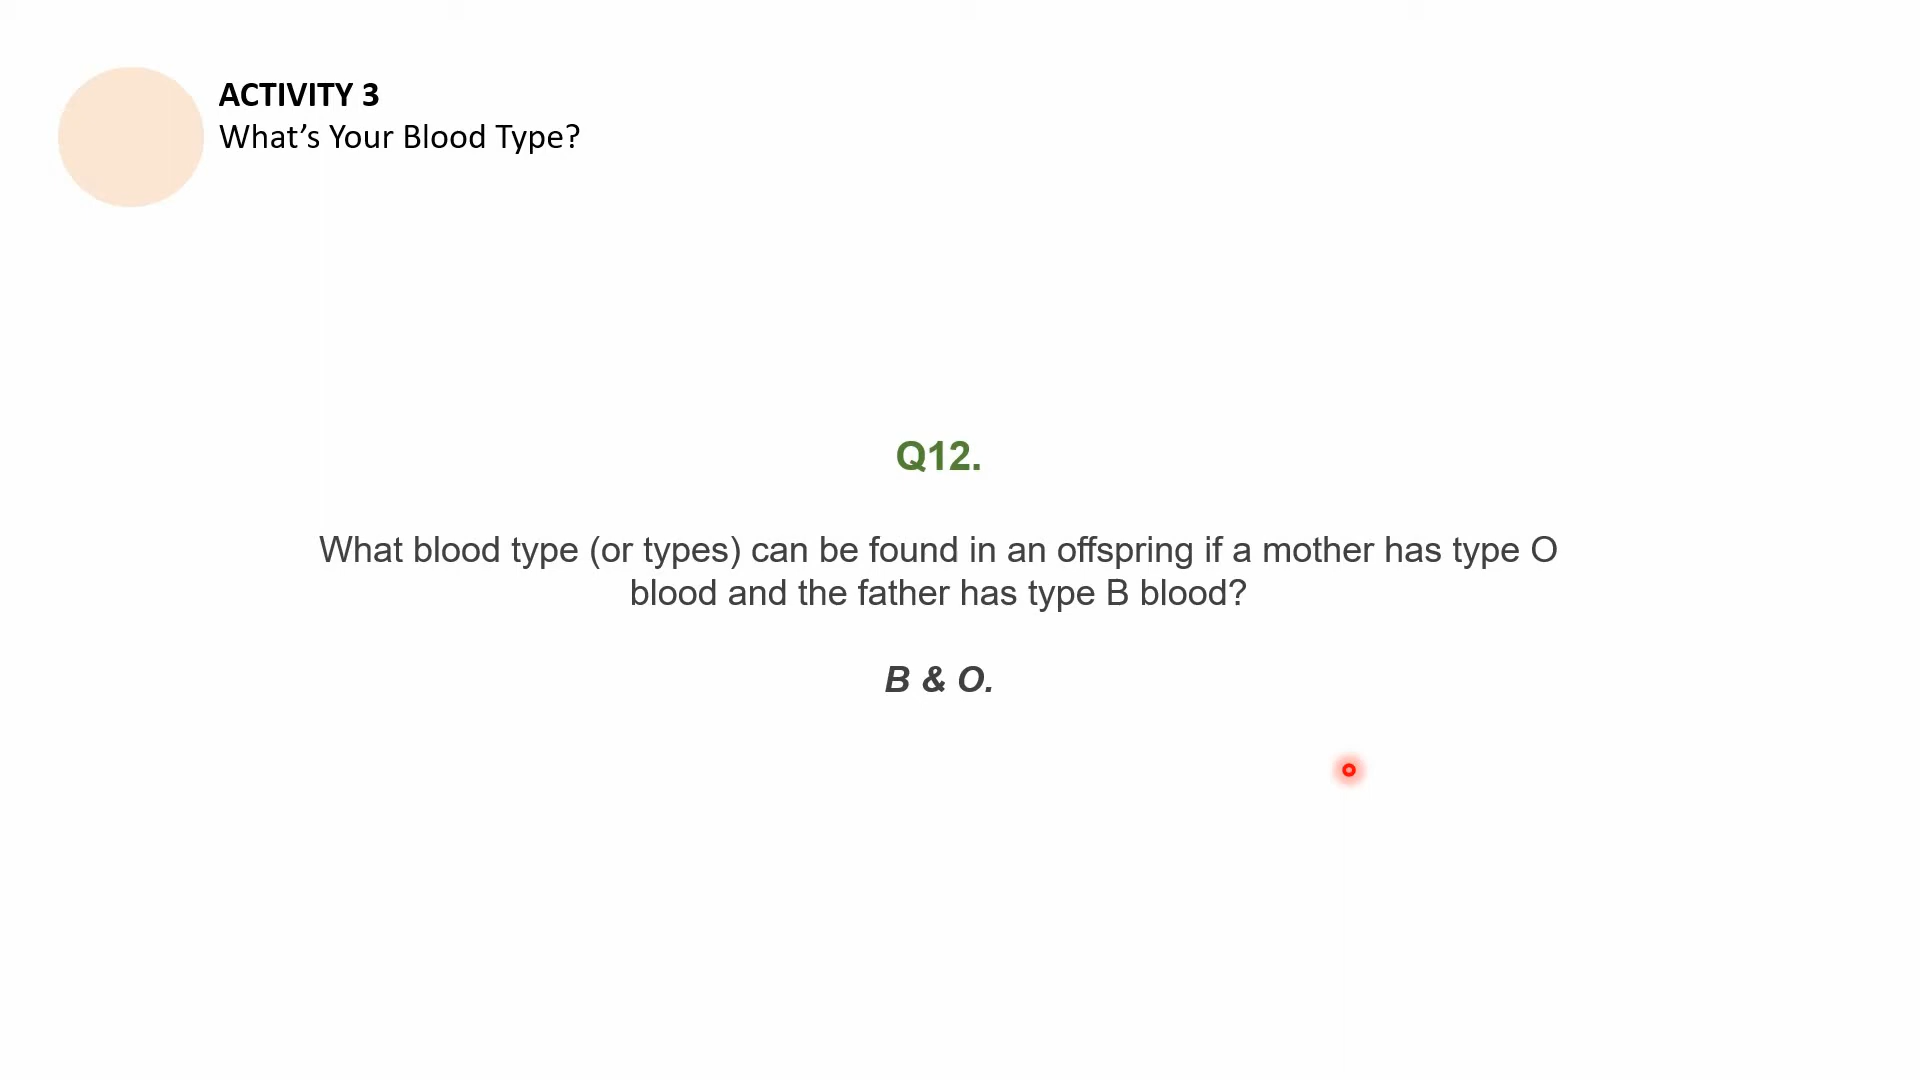 ACTIVITY 3
What’s Your Blood Type?
Q12.
What blood type (or types) can be found in an offspring if a mother has type O
blood and the father has type B blood?
B & O.